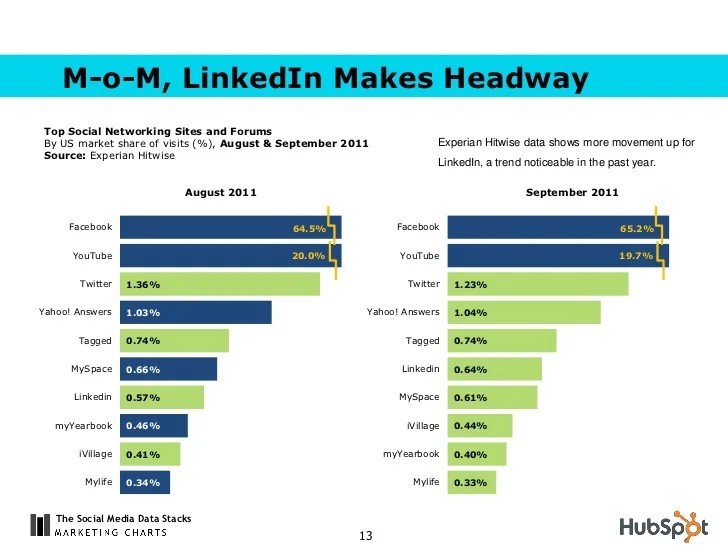 M-o-M, LinkedIn Makes Headway
Top Social Networking Sites and Forums
By US market share of visits (%), August & September 2011
Source: Experian Hitwise
Experian Hitwise data shows more movement up for
LinkedIn, a trend noticeable in the past year.
August 2011
Facebook 64.5%
YouTube 20.0%
Twitter 1.36%
Yahoo! Answers 1.03%
Tagged 0.74%
MySpace 0.66%
Linkedin 0.57%
myYearbook 0.46%
iVillage 0.41%
Mylife 0.34%
September 2011
Facebook 65.2%
YouTube 19.7%
Twitter 1.23%
Yahoo! Answers 1.04%
Tagged 0.74%
Linkedin 0.64%
MySpace 0.61%
iVillage 0.44%
myYearbook 0.40%
Mylife 0.33%
The Social Media Data Stacks
MARKETING CHARTS
13
HubSpot